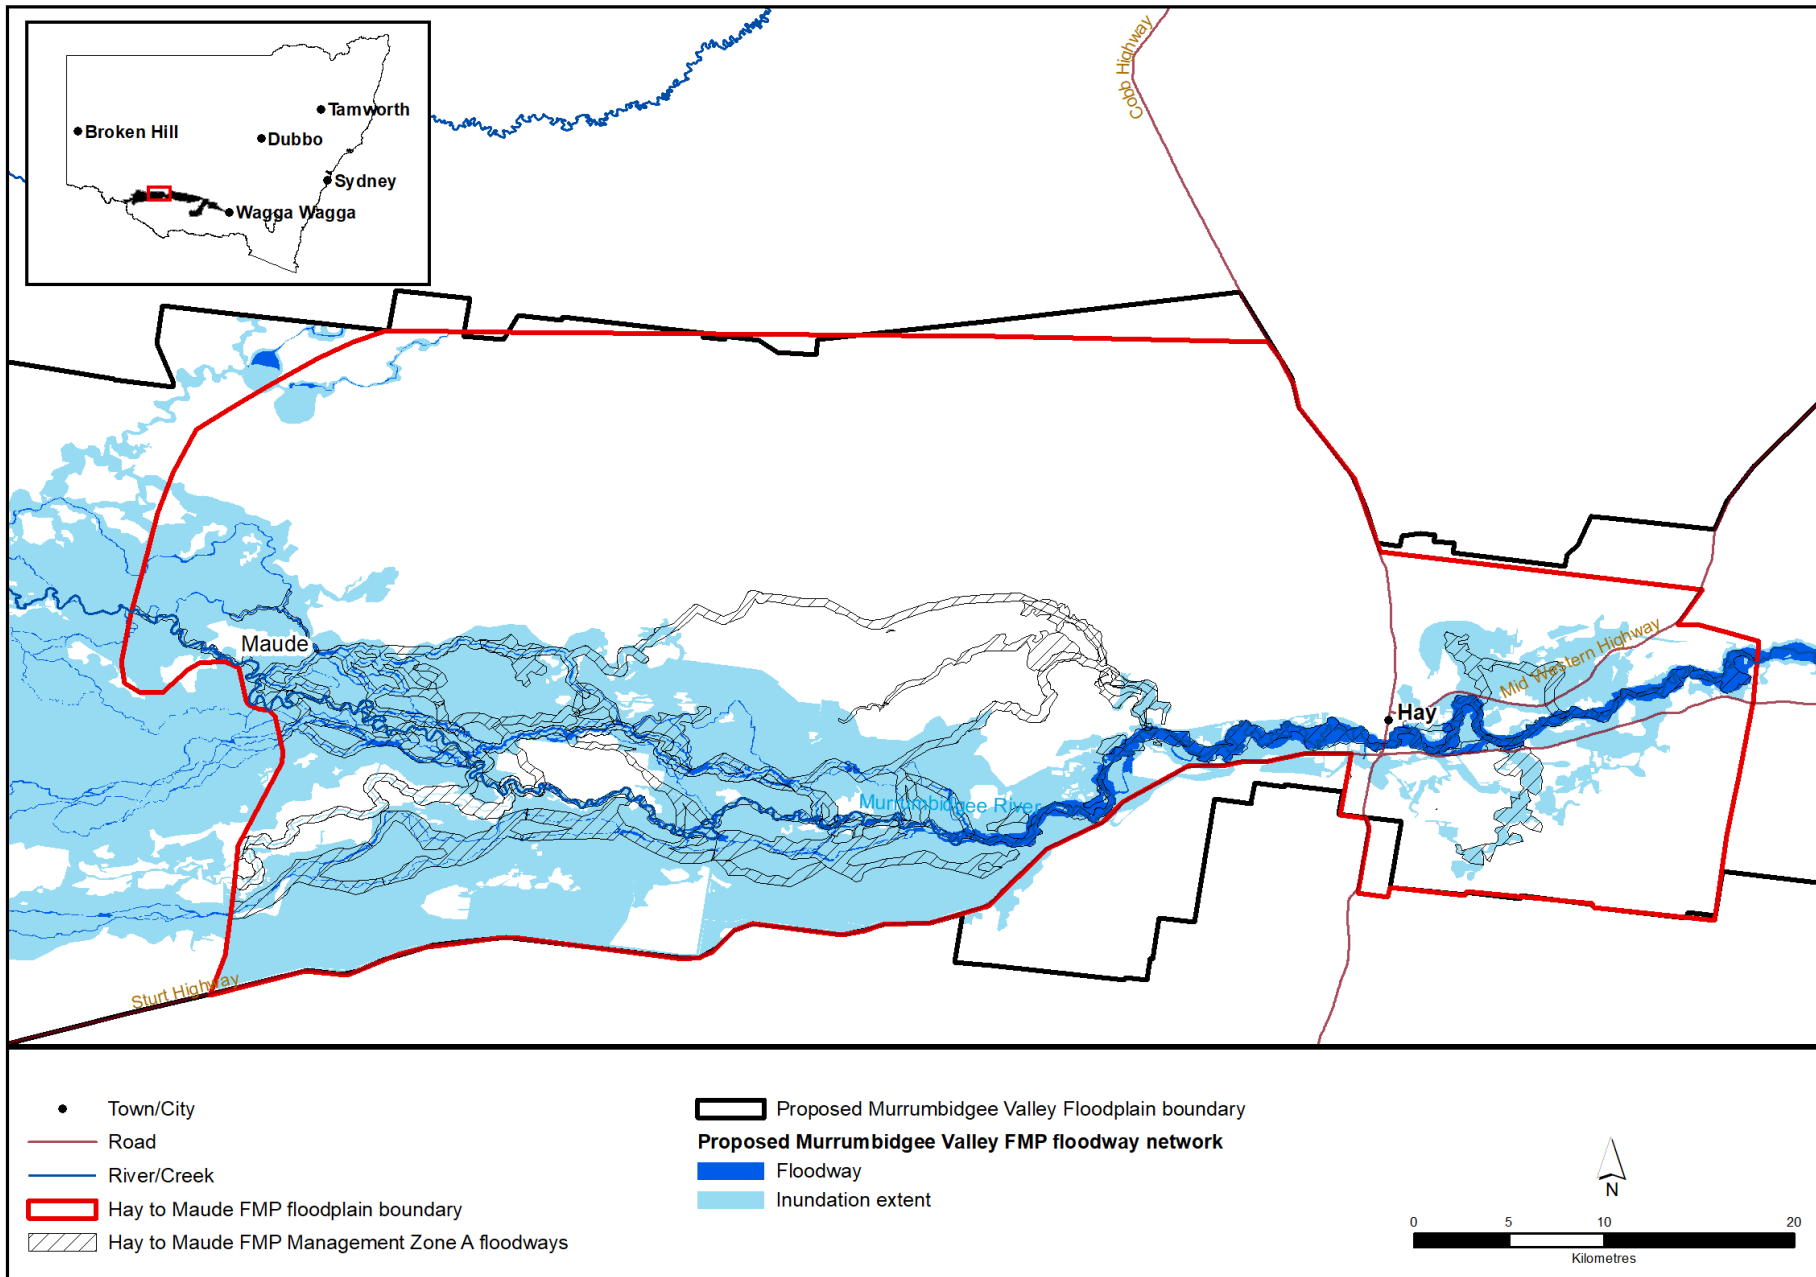 Cobb Highway
Tamworth
Broken Hill
Dubbo
Sydney
Wagga Wagga
Maude
Mid Western Highway
Hay
Murrumbidgee River
Sturt Highway
Town/City
Road
River/Creek
Hay to Maude FMP floodplain boundary
Hay to Maude FMP Management Zone A floodways
Proposed Murrumbidgee Valley Floodplain boundary
Proposed Murrumbidgee Valley FMP floodway network
Floodway
Inundation extent
N
0 5 10 20
Kilometres